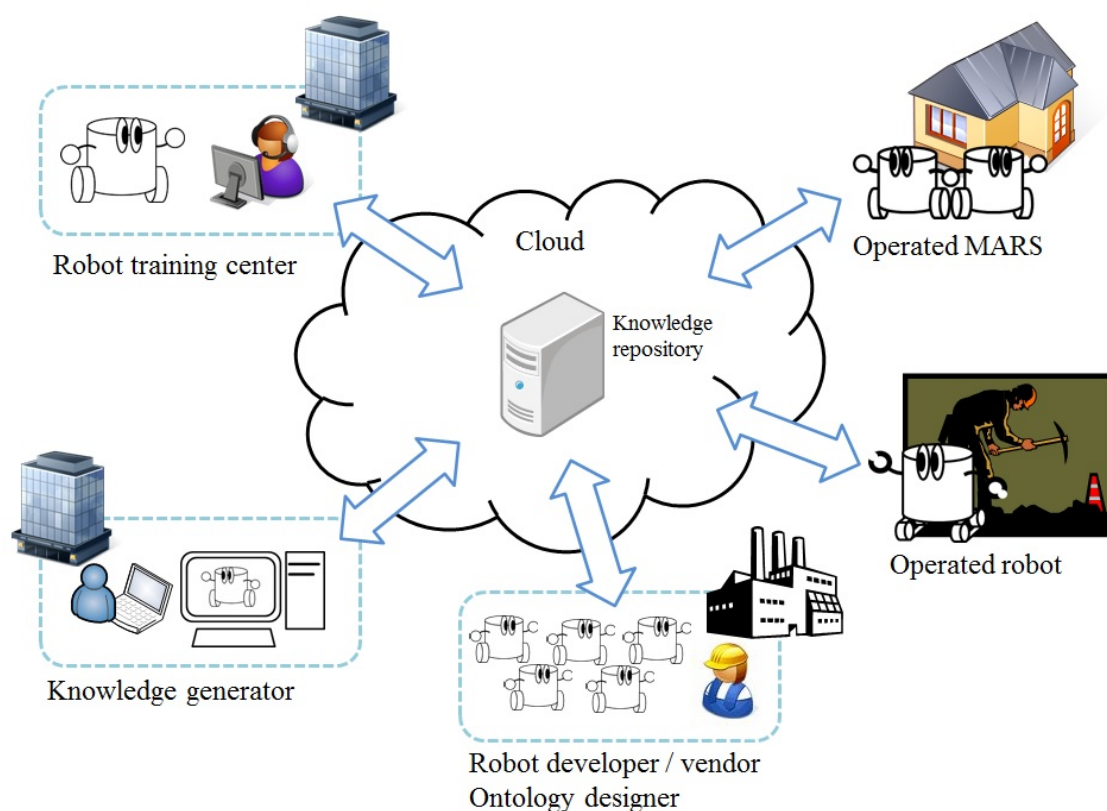 Cloud
Robot training center
Operated MARS
Knowledge
repository
Operated robot
Knowledge generator
Robot developer / vendor
Ontology designer